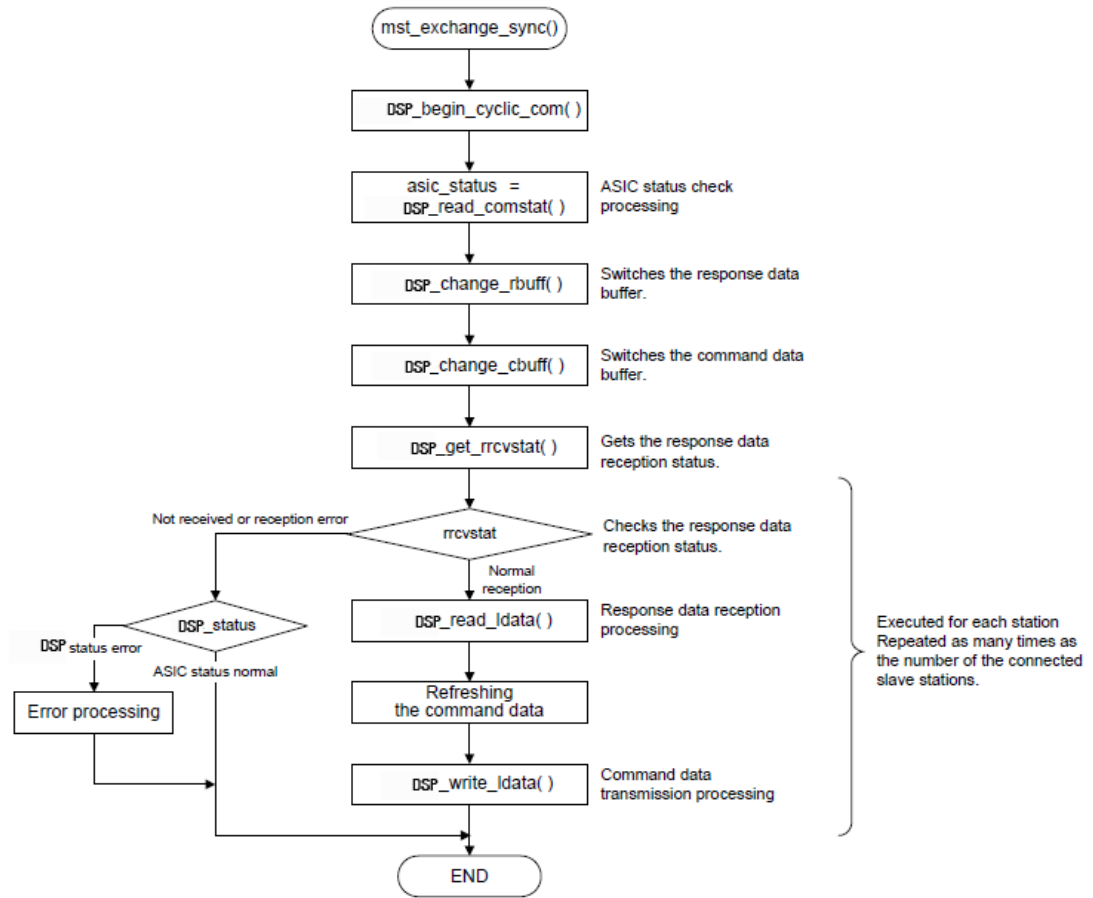 mst_exchange_sync()
DSP_begin_cyclic_com( )
asic_status =
DSP_read_comstat( )
ASIC status check
processing
DSP_change_rbuff( )
Switches the response data
buffer.
DSP_change_cbuff( )
Switches the command data
buffer.
DSP_get_rrcvstat( )
Gets the response data
reception status.
Not received or reception error
rrcvstat
Checks the response data
reception status.
Normal
reception
DSP_status
DSP status error
ASIC status normal
Error processing
DSP_read_ldata( )
Response data reception
processing
Refreshing
the command data
DSP_write_ldata( )
Command data
transmission processing
Executed for each station
Repeated as many times as
the number of the connected
slave stations.
END